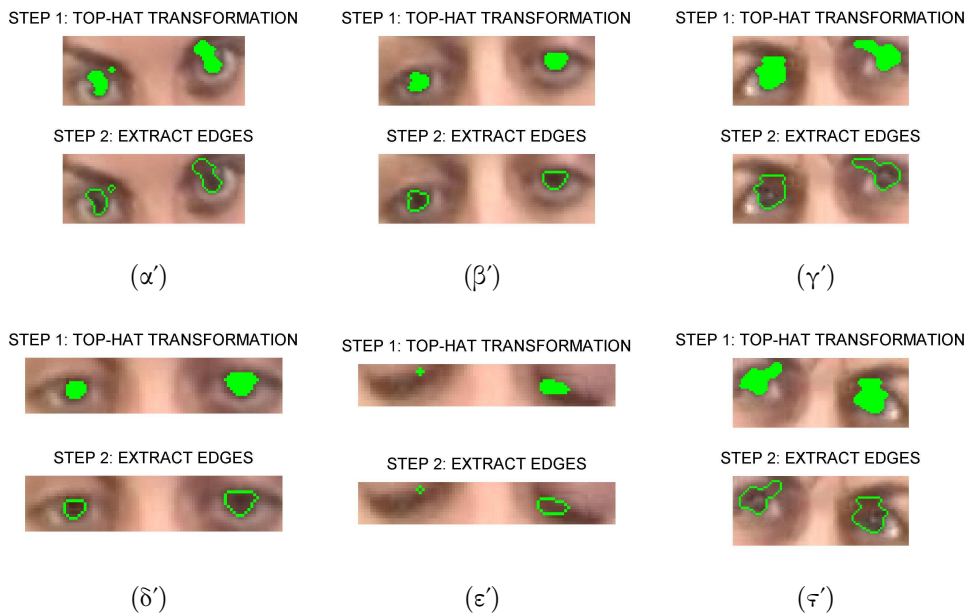 STEP 1: TOP-HAT TRANSFORMATION STEP 1: TOP-HAT TRANSFORMATION STEP 1: TOP-HAT TRANSFORMATION
STEP 2: EXTRACT EDGES STEP 2: EXTRACT EDGES STEP 2: EXTRACT EDGES
(α΄) (β΄) (γ΄)
STEP 1: TOP-HAT TRANSFORMATION STEP 1: TOP-HAT TRANSFORMATION STEP 1: TOP-HAT TRANSFORMATION
STEP 2: EXTRACT EDGES STEP 2: EXTRACT EDGES STEP 2: EXTRACT EDGES
(δ΄) (ε΄) (ϛ΄)